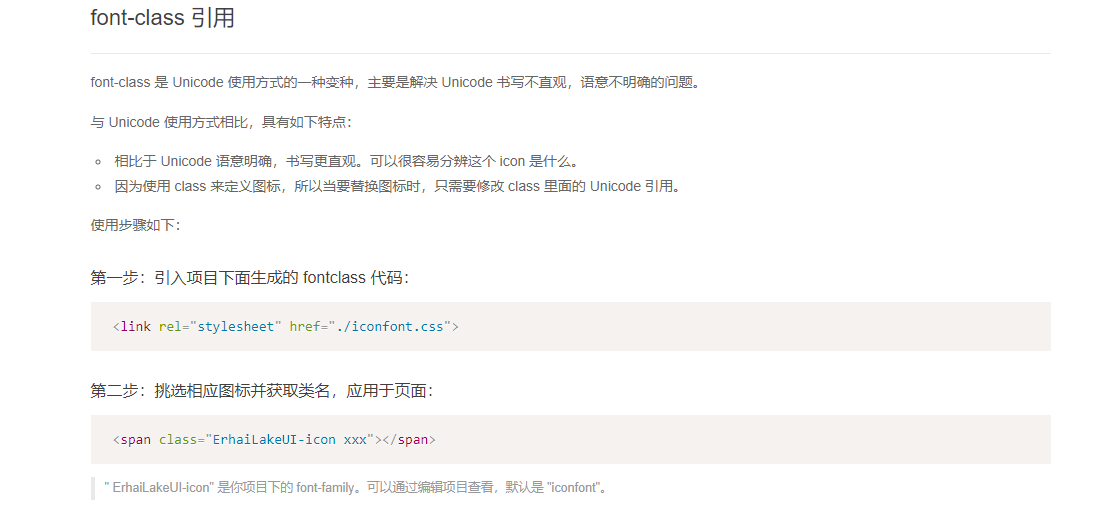 font-class 引用
font-class 是 Unicode 使用方式的一种变种，主要是解决 Unicode 书写不直观，语意不明确的问题。
与 Unicode 使用方式相比，具有如下特点：
相比于 Unicode 语意明确，书写更直观。可以很容易分辨这个 icon 是什么。
因为使用 class 来定义图标，所以当要替换图标时，只需要修改 class 里面的 Unicode 引用。
使用步骤如下：
第一步：引入项目下面生成的 fontclass 代码：
<link rel="stylesheet" href="./iconfont.css">
第二步：挑选相应图标并获取类名，应用于页面：
<span class="ErhaiLakeUI-icon xxx"></span>
" ErhaiLakeUI-icon" 是你项目下的 font-family。可以通过编辑项目查看，默认是 "iconfont"。